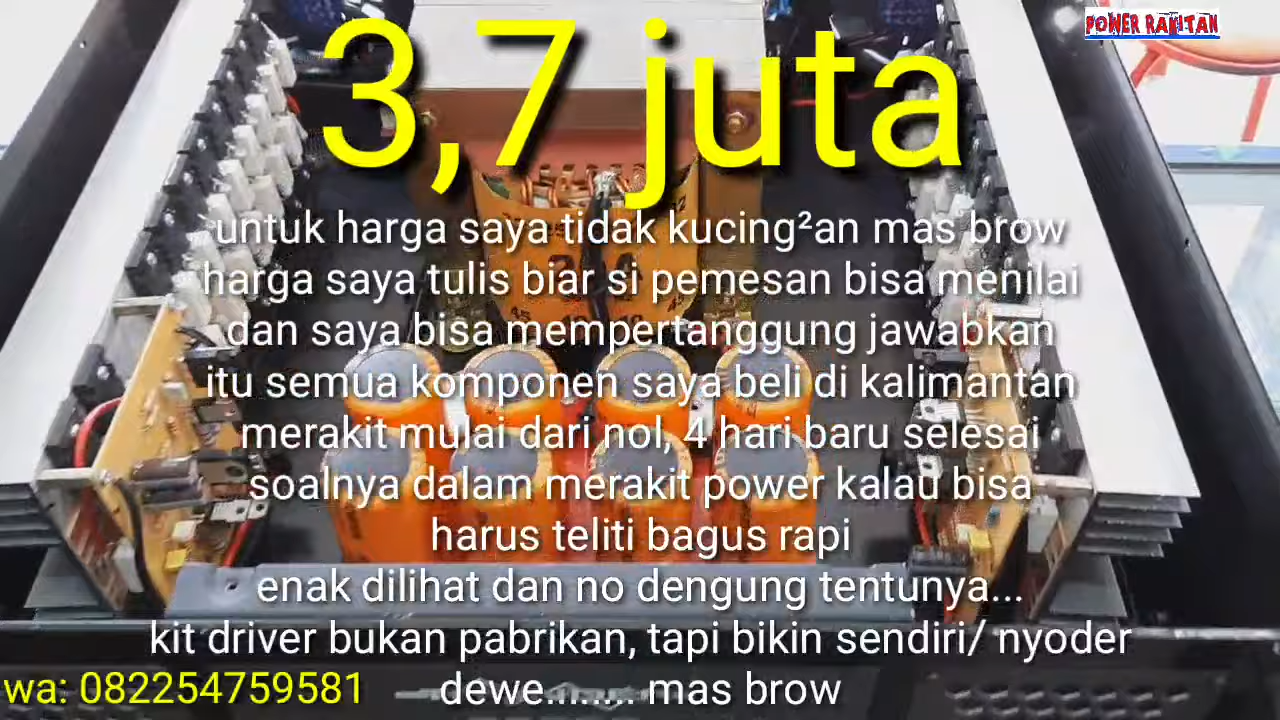 POWER RAKITAN
3,7 juta
untuk harga saya tidak kucing²an mas brow
harga saya tulis biar si pemesan bisa menilai
dan saya bisa mempertanggung jawabkan
itu semua komponen saya beli di kalimantan
merakit mulai dari nol, 4 hari baru selesai
soalnya dalam merakit power kalau bisa
harus teliti bagus rapi
enak dilihat dan no dengung tentunya...
kit driver bukan pabrikan, tapi bikin sendiri/ nyoder
wa: 082254759581 dewe........ mas brow